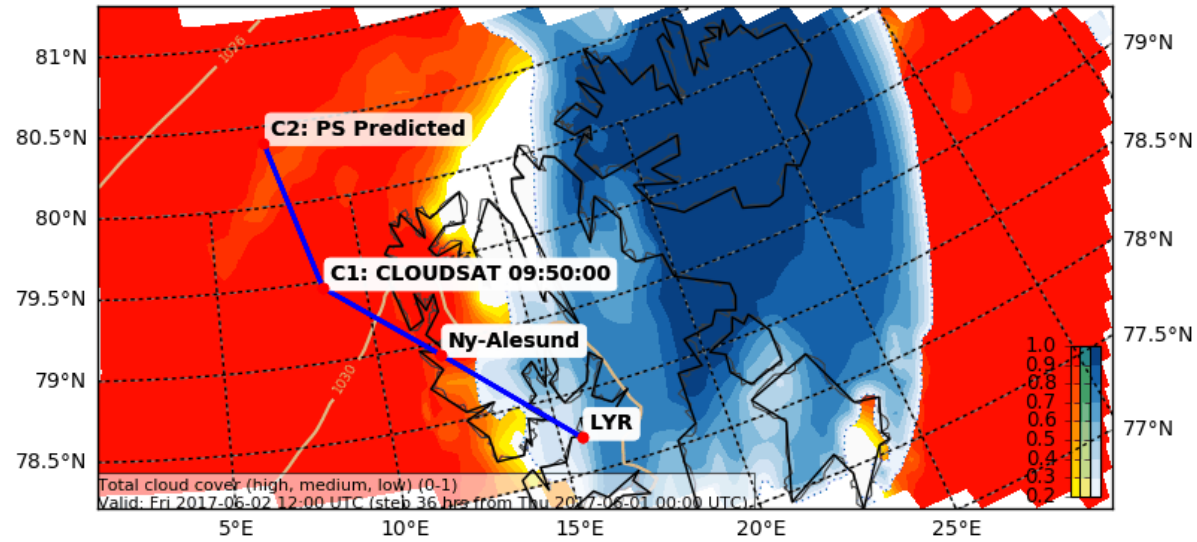 81°N
80.5°N
80°N
79.5°N
79°N
78.5°N
79°N
78.5°N
78°N
77.5°N
77°N
1026
C2: PS Predicted
C1: CLOUDSAT 09:50:00
Ny-Alesund
1030
LYR
1.0
0.9
0.8
0.7
0.6
0.5
0.4
0.3
0.2
Total cloud cover (high, medium, low) (0-1)
Valid: Fri 2017-06-02 12:00 UTC (step 36 hrs from Thu 2017-06-01 00:00 UTC)
5°E 10°E 15°E 20°E 25°E